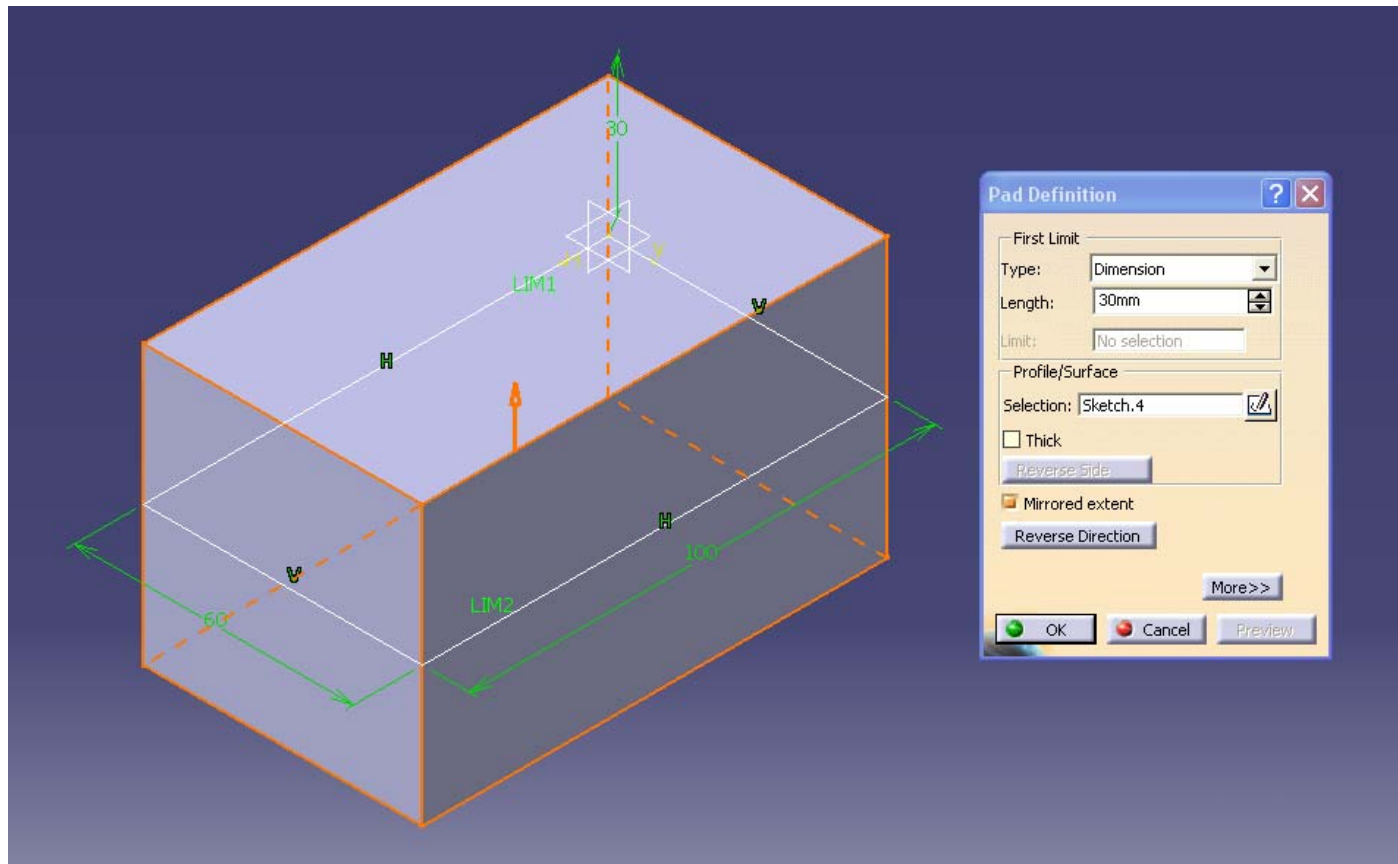 30
LIM1
V
H
H
100
V
LIM2
60
Pad Definition
?
First Limit
Type: Dimension
Length: 30mm
Limit: No selection
Profile/Surface
Selection: Sketch.4
Thick
Reverse Side
Mirrored extent
Reverse Direction
More>>
OK Cancel Preview